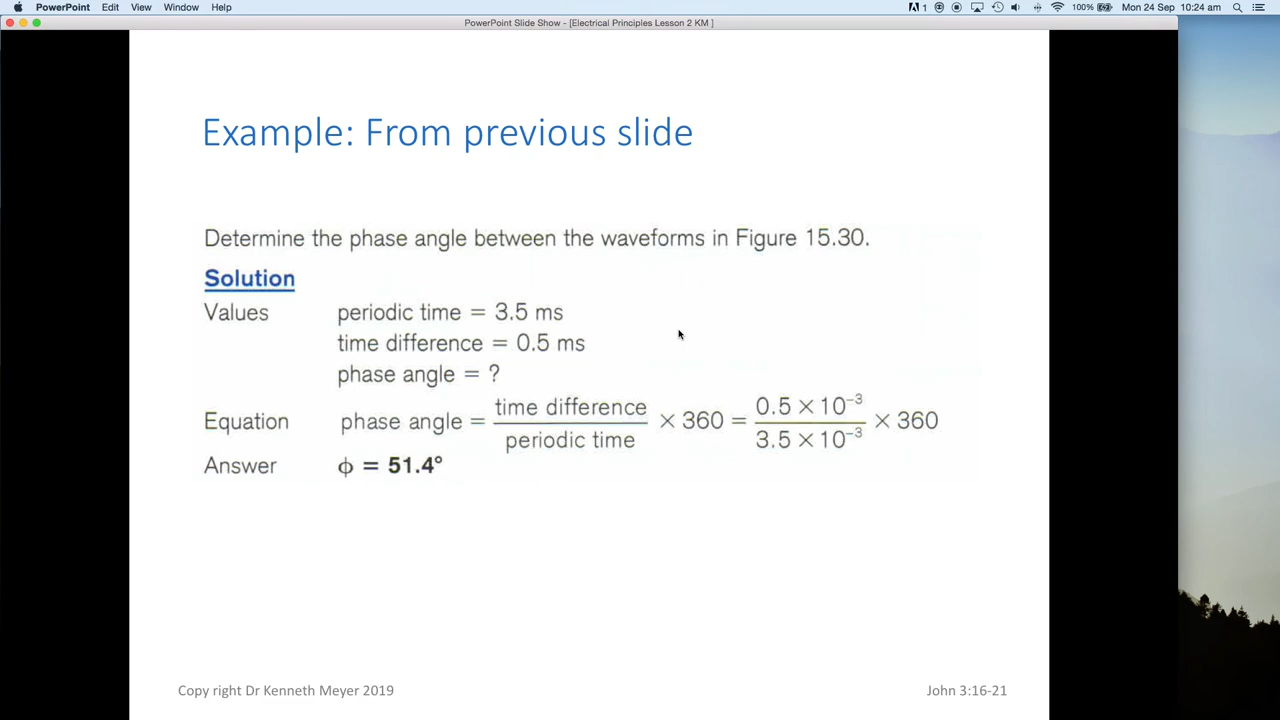 PowerPoint Edit View Window Help 1 100% Mon 24 Sep 10:24 am
PowerPoint Slide Show - [Electrical Principles Lesson 2 KM ]
Example: From previous slide
Determine the phase angle between the waveforms in Figure 15.30.
Solution
Values periodic time = 3.5 ms
time difference = 0.5 ms
phase angle = ?
Equation phase angle = time difference / periodic time × 360 = 0.5 × 10⁻³ / 3.5 × 10⁻³ × 360
Answer ϕ = 51.4°
Copy right Dr Kenneth Meyer 2019 John 3:16-21